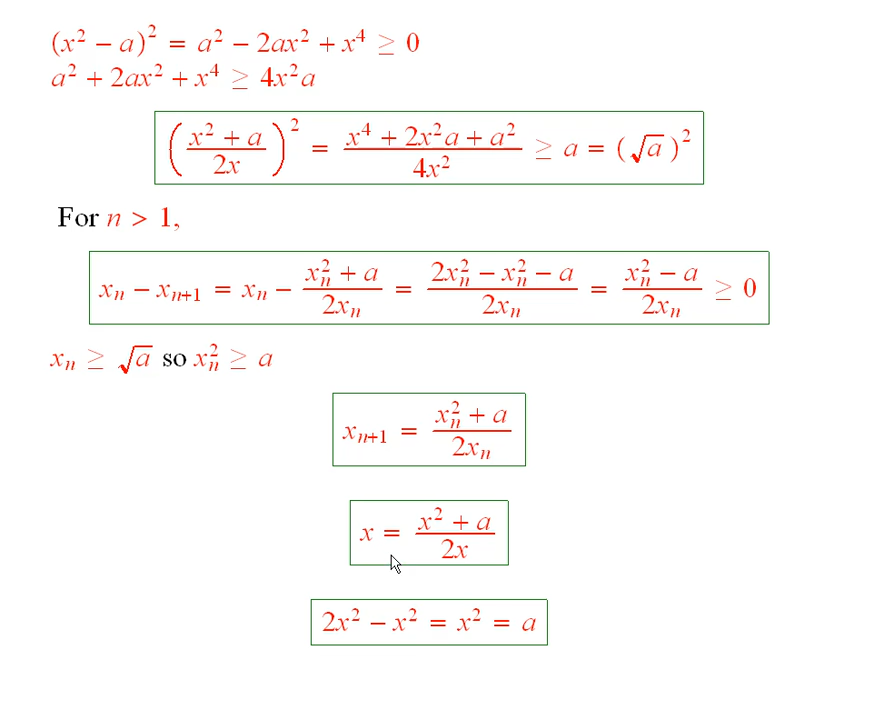 (x² − a)² = a² − 2ax² + x⁴ ≥ 0
a² + 2ax² + x⁴ ≥ 4x²a
((x² + a)/(2x))² = (x⁴ + 2x²a + a²)/(4x²) ≥ a = (√a)²
For n > 1,
xₙ − xₙ₊₁ = xₙ − (xₙ² + a)/(2xₙ) = (2xₙ² − xₙ² − a)/(2xₙ) = (xₙ² − a)/(2xₙ) ≥ 0
xₙ ≥ √a so xₙ² ≥ a
xₙ₊₁ = (xₙ² + a)/(2xₙ)
x = (x² + a)/(2x)
2x² − x² = x² = a